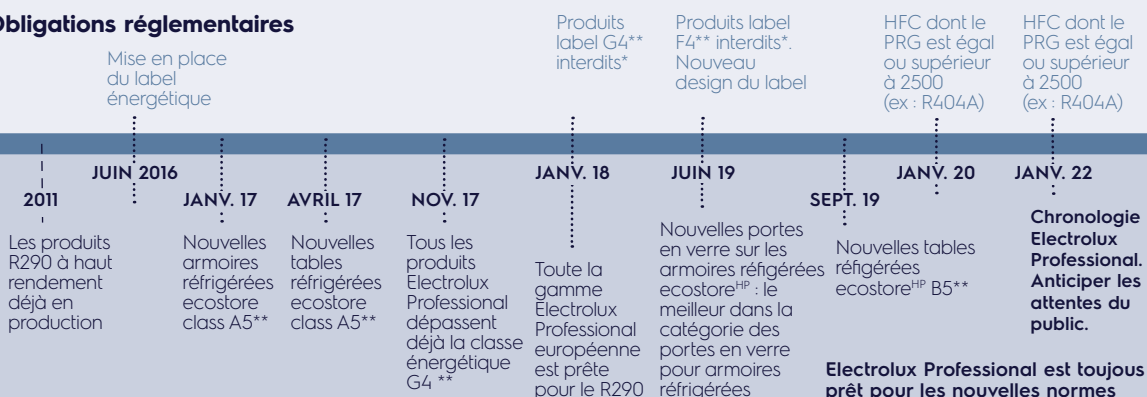 Obligations réglementaires
Mise en place
du label
énergétique
Produits
label G4**
interdits*
Produits label
F4** interdits*.
Nouveau
design du label
HFC dont le
PRG est égal
ou supérieur
à 2500
(ex : R404A)
HFC dont le
PRG est égal
ou supérieur
à 2500
(ex : R404A)
2011
JUIN 2016
JANV. 17
AVRIL 17
NOV. 17
JANV. 18
JUIN 19
SEPT. 19
JANV. 20
JANV. 22
Les produits
R290 à haut
rendement
déjà en
production
Nouvelles
armoires
réfrigérées
ecostore
class A5**
Nouvelles
tables
réfrigérées
ecostore
class A5**
Tous les
produits
Electrolux
Professional
dépassent
déjà la classe
énergétique
G4 **
Toute la
gamme
Electrolux
Professional
européenne
est prête
pour le R290
Nouvelles portes
en verre sur les
armoires réfigérées
ecostoreHP : le
meilleur dans la
catégorie des
portes en verre
pour armoires
réfrigérées
Nouvelles tables
réfigérées
ecostoreHP B5**
Chronologie
Electrolux
Professional.
Anticiper les
attentes du
public.
Electrolux Professional est toujous
prêt pour les nouvelles normes